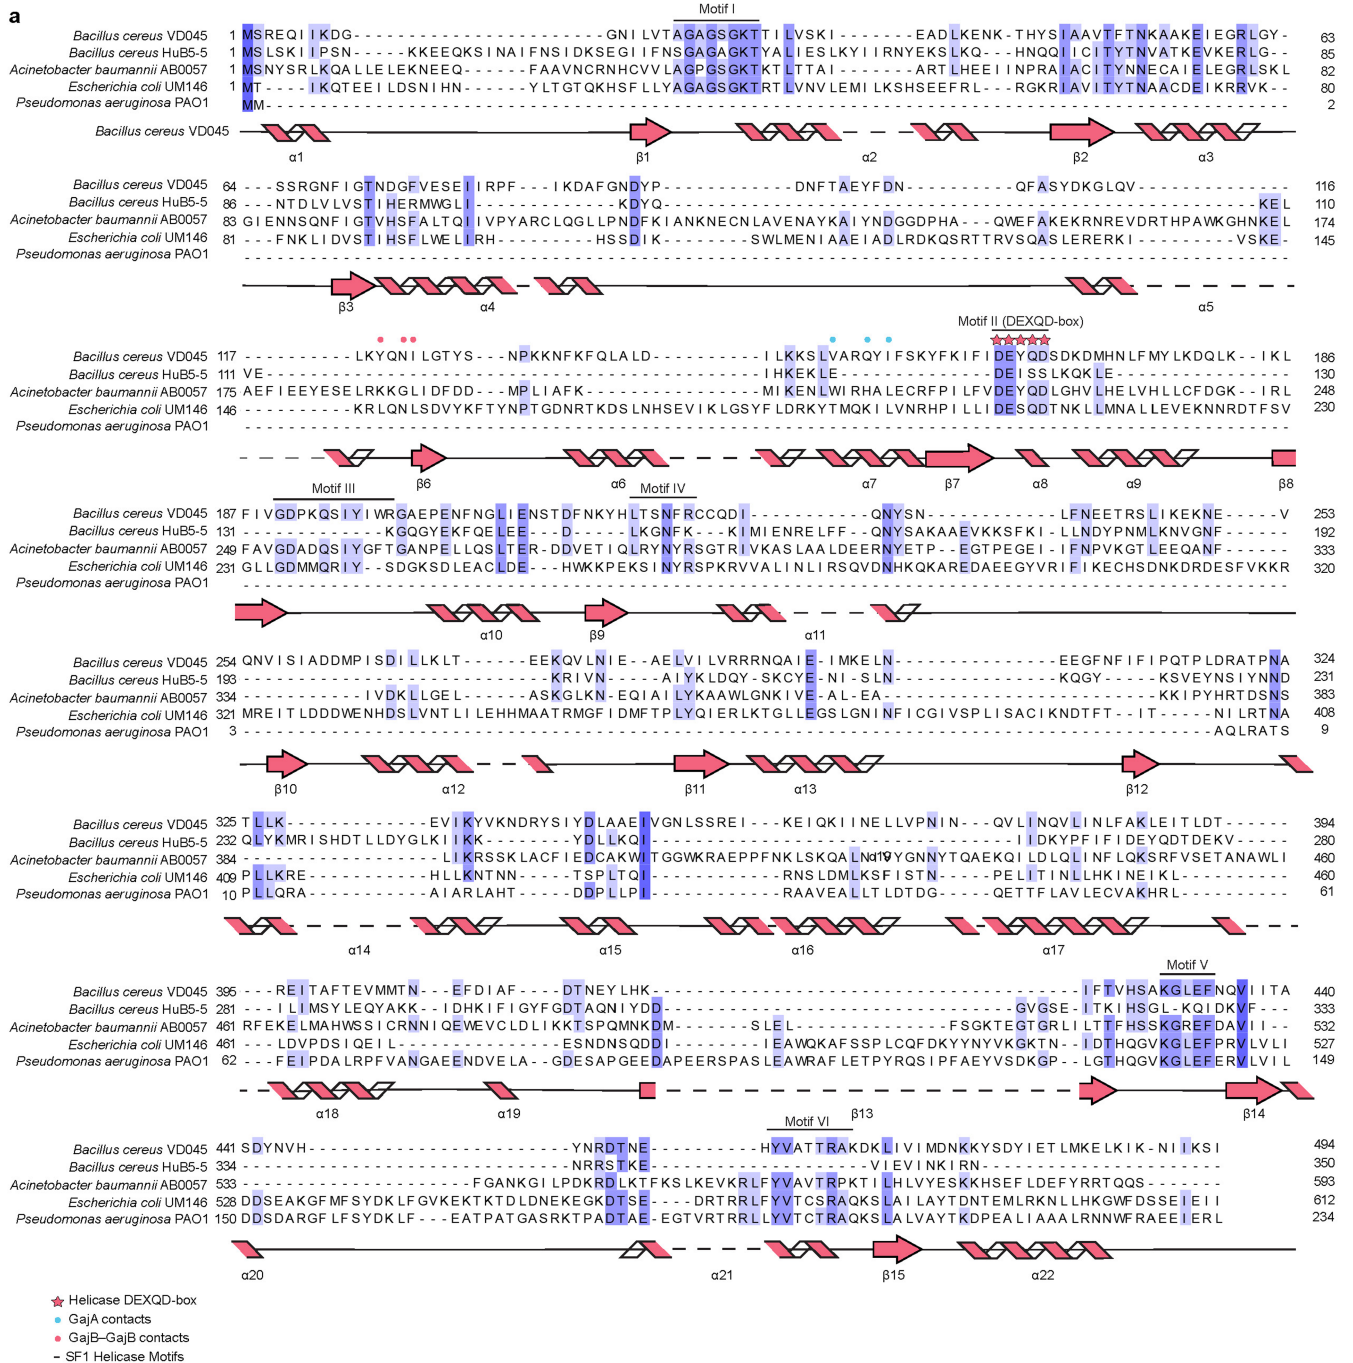 a
Motif I
Bacillus cereus VD045 1 MSREQIIKDG-----------------------GNILVTAGAGSGKTTILVSKI-------EADLKENK-THYSIAAVTFTNKAAKEIEGRLGY- 63
Bacillus cereus HuB5-5 1 MSLSKIIPSN-----KKEEQKSINAIFNSIDKSEGIIVNAGAGSGKTYALIESLKYIIRNYEKSLKQ--HNQQIICITYTNVATKEVKERLG-- 85
Acinetobacter baumannii AB0057 1 MSNYSRLKQALLELEKNEEQ------FAAVNCRNHCVVLAGPGSGKTKTLTTAI-------ARTLHEEIINPRAIACITYNNECAIELEGRLSKL 82
Escherichia coli UM146 1 MT----IKQTEEILDSNIHN------YLTGTQKHSFLLYAGAGSGKTRTLVNVLEMILKSHSEEFRL---RGKRIAVITYTNAACDEIKRRVK-- 80
Pseudomonas aeruginosa PAO1 MM---------------------------------------------------------------------------------------------- 2
Bacillus cereus VD045
α1 β1 α2 β2 α3
Bacillus cereus VD045 64 ---SSRGNFIGTNDGFVESEIIRPF---IKDAFGNDYP------------DNFTAEYFDN----------QFASYDKGLQV-------------- 116
Bacillus cereus HuB5-5 86 ---NTDLVLVSTIHERMWGLI-------------KDYQ-----------------------------------------------------KEL 110
Acinetobacter baumannii AB0057 83 GIENNSQNFIGTVHSFALTQIIVPYARCLQGLLPNDFKIANKNECNLAVENAYKAIYNDGGDPHA---QWEFAKEKRNREVDRTHPAWKGHNKEL 174
Escherichia coli UM146 81 ---FNKLIDVSTIHSFLWELIRH---------HSSDIK--------SWLMENIAAEIADLRDKQSRTTRVSQASLERERKI---------VSKE- 145
Pseudomonas aeruginosa PAO1 ----------------------------------------------------------------------------------------------
β3 α4 α5
Motif II (DEXQD-box)
Bacillus cereus VD045 117 ----------LKYQNILGTYS---NPKKNFKFQLALD----------ILKKSLVARQYIFSKYFKIFIDEYQDSDKDMHNLFMYLKDQLK--IKL 186
Bacillus cereus HuB5-5 111 VE---------------------------------------------IHKEKLE--------------DEISSLKQKLE---------------- 130
Acinetobacter baumannii AB0057 175 AEFIEEYESELRKKGLIDFDD---MPLIAFK----------------MIKENLWIRHALECRFPILFVDEYQDLGHVLHELVHLLCFDGK--IRL 248
Escherichia coli UM146 146 ----------KRLQNLSDVYKFTYNPTGDNRTKDSLNHSEVIKLGSYFLDRKYTMQKILVNRHPILLIDESQDTNKLLMNALLEVEKNNRDTFSV 230
Pseudomonas aeruginosa PAO1 ----------------------------------------------------------------------------------------------
β6 α6 α7 β7 α8 α9 β8
Motif III Motif IV
Bacillus cereus VD045 187 FIVGDPKQSIYIWRGAEPENFNGLIENSTDFNKYHLTSNFRCCQDI-----------QNYSN------------LFNEETRSLIKEKNE-----V 253
Bacillus cereus HuB5-5 131 -------------KGQGYEKFQELEE---D-----LKGNFK---KIMIENRELFF--QNYSAKAAEVKKSFKI--LLNDYPNMLKNVGNF----- 192
Acinetobacter baumannii AB0057 249 FAVGDADQSIYGFTGANPELLQSLTER-DDVETIQLRYNYRSGTRIVKASLAALDEERNYETP--EGTPEGEI--IFNPVKGTLEEQANF----- 333
Escherichia coli UM146 231 GLLGDMMQRIY--SDGKSDLEACLDE---HWKKPEKSINYRSPKRVVALINLIRSQVDNHKQKAREDAEEGYVRIFIKECHSDNKDRDESFVKKR 320
Pseudomonas aeruginosa PAO1 ----------------------------------------------------------------------------------------------
α10 β9 α11
Bacillus cereus VD045 254 QNVISIADDMPISDILLKLT------EEKQVLNIE--AELVILVRRRNQAIE-IMKELN---------------EEGFNFIFIPQTPLDRATPNA 324
Bacillus cereus HuB5-5 193 ----------------------------KRIVN-----AIYKLDQY-SKCYE-NISLN---------------KQGY----KSVEYNSIYNND 231
Acinetobacter baumannii AB0057 334 -----------IVDKLLGEL------ASKGLKN-EQIAILYKAAWLGNKIVE-AL-EA-------------------------KKIPYHRTDSNS 383
Escherichia coli UM146 321 MREITLDDDWENHDSLVNTLILEHHMAATRMGFIDMFTPLYQIERLKTGLLEGSLGNINFICGIVSPLISACIKNDTFT--IT-----NILRTNA 408
Pseudomonas aeruginosa PAO1 3 ----------------------------------------------------------------------------------------AQLRATS 9
β10 α12 β11 α13 β12
Bacillus cereus VD045 325 TLLK-------------EVIKYVKNDRYSIYDLAAEIVGNLSSREI----KEIQKIINELLVPNIN--QVLINQVLINLFAKLEITLDT------ 394
Bacillus cereus HuB5-5 232 QLYKMRISHDTLLDYGLKIIKK--------YDLLKQI---------------------------------IIDKYPFIFIDEYQDTDEKV----- 280
Acinetobacter baumannii AB0057 384 ------------------LIKRSSKLACFIEDCAKWITGGWKRAEPPFNKLSKQALNα19YGNNYTQAEKQILDLQLINFLQKSRFVSETANAWLI 460
Escherichia coli UM146 409 PLLKRE-----------HLLKNTNN-----TSPLTQI------------RNSLDMLKSFISTN----PELITINLLHKINEIKL---------- 460
Pseudomonas aeruginosa PAO1 10 PLLQRA-----------AIARLAHT------DDPLLPI------------RAAVEALLTLDTDG----QETTFLAVLECVAKHRL--------- 61
α14 α15 α16 α17
Motif V
Bacillus cereus VD045 395 ---REITAFTEVMMTN---EFDIAF---DTNEYLHK---------------------------------------IFTVHSAKGLEFNQVIITA 440
Bacillus cereus HuB5-5 281 ---ILIMSYLEQYAKK---IDHKIFIGYFGDTAQNIYDD--------------------------------GVGSE-ITKIHSGL-KQIDKVF--- 333
Acinetobacter baumannii AB0057 461 RFEKELMAHWSSICRNNIQEWEVCLDLIKKTSPQMNKDM-------SLEL--------------FSGKTEGTGRLILTTFHSSKGREFDAVII-- 532
Escherichia coli UM146 461 ---LDVPDSIQEIL-----------ESNDNSQDDI---------IEAWQKAFSSPLCQFDKYYNYVKGKTN--IDTHQGVKGLEFPRVLVLI 527
Pseudomonas aeruginosa PAO1 62 ---FEIPDALRPFVANGAEENDVELA--GDESAPGEEDAPEERSPASLEAWRAFLETPYRQSIPFAEYVSDKGP--LGTHQGVKGLEFERVLVIL 149
α18 α19 β13 β14
Motif VI
Bacillus cereus VD045 441 SDYNVH------------------------YNRDTNE----------HYVATTRAKDKLIVIMDNKKYSDYIETLMKELKIK-NIIKSI 494
Bacillus cereus HuB5-5 334 ------------------------------NRRSTKE--------------------VIEVINKIRN---------------------- 350
Acinetobacter baumannii AB0057 533 ---------------------FGANKGILPDKRDLKTFKSLKEVKRLFYVAVTRPKTILHLVYESKKHSEFLDEFYRRTQQS------- 593
Escherichia coli UM146 528 DDSEAKGFMFSYDKLFGVKEKTKTDLDNEKEGKDTSE----DRTRRLFYVTCSRAQKSLAILAYTDNTEMLRKNLLHKGWFDSSEIEII 612
Pseudomonas aeruginosa PAO1 150 DDSDARGFLFSYDKLF---EATPATGASRKTPADTAE-EGTVRTRRLLYVTCTRAQKSLALVAYTKDPEALIAAALRNNWFRAEEIERL 234
α20 α21 β15 α22
Helicase DEXQD-box
GajA contacts
GajB–GajB contacts
– SF1 Helicase Motifs